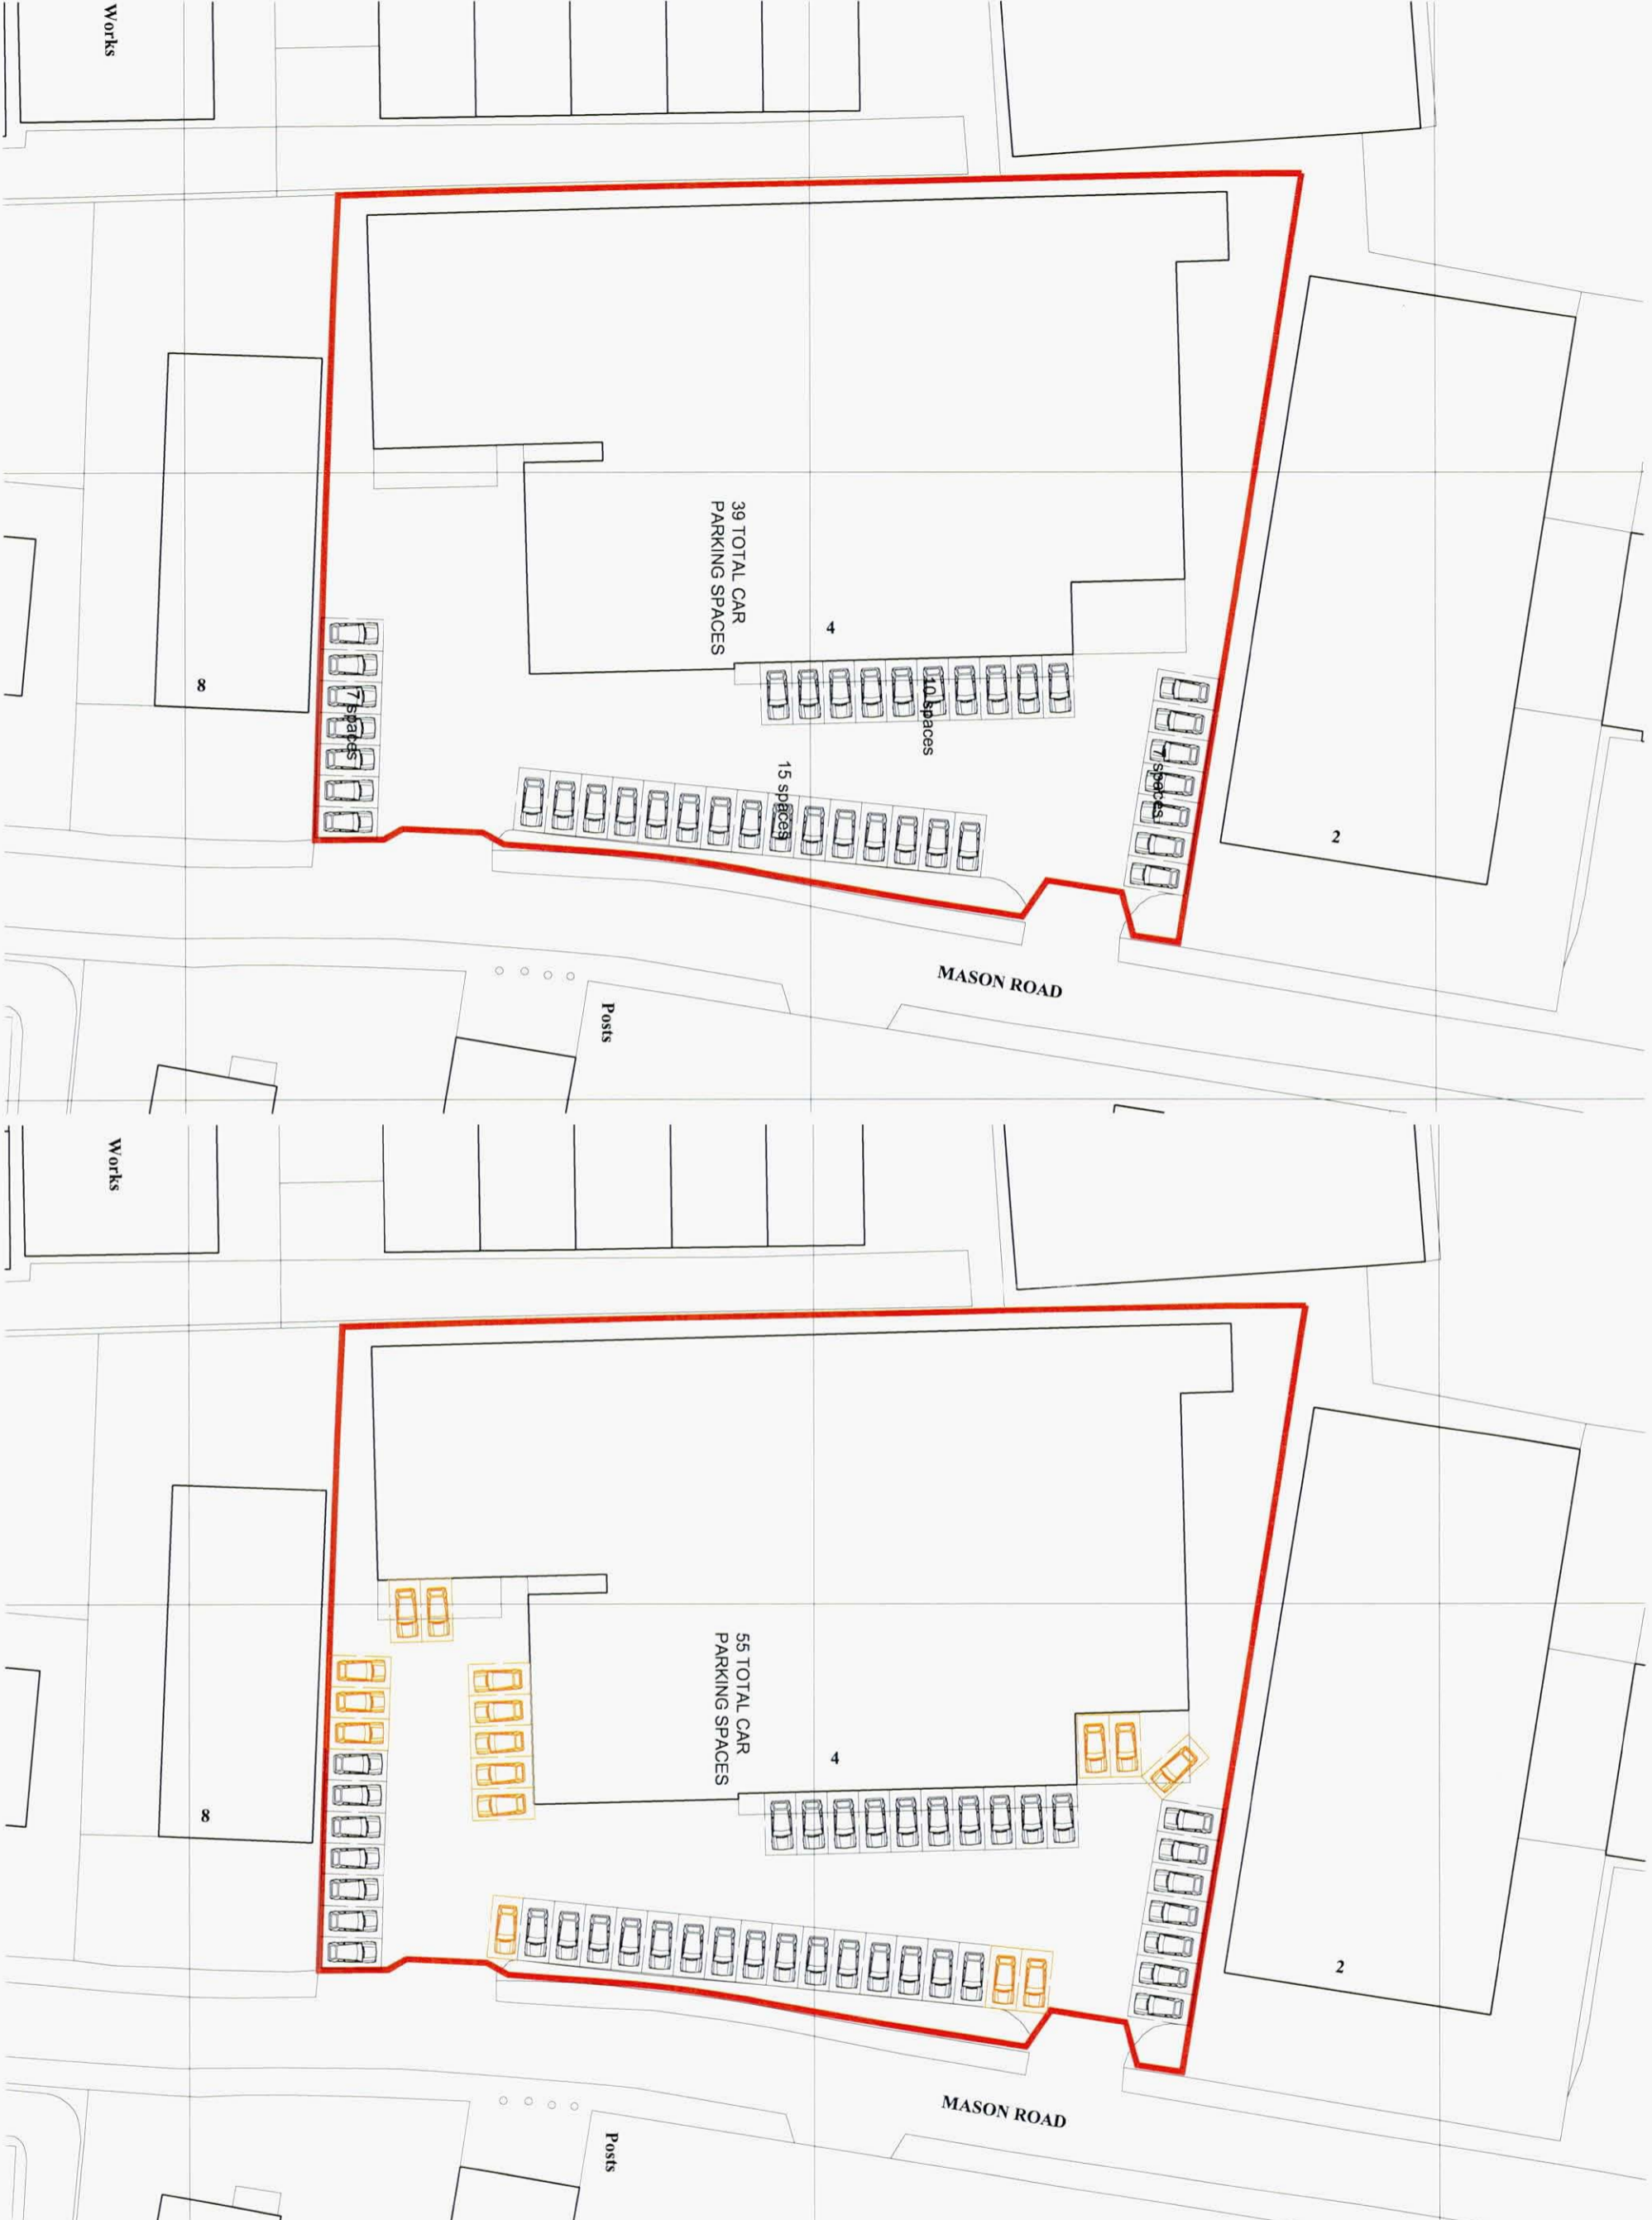 Works
39 TOTAL CAR
PARKING SPACES
4
8
7 spaces
10 spaces
15 spaces
7 spaces
2
MASON ROAD
Posts
Works
55 TOTAL CAR
PARKING SPACES
4
8
2
MASON ROAD
Posts